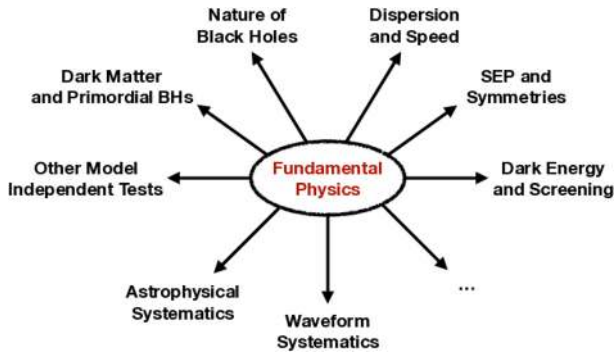 Nature of
Black Holes
Dispersion
and Speed
Dark Matter
and Primordial BHs
SEP and
Symmetries
Other Model
Independent Tests
Fundamental
Physics
Dark Energy
and Screening
Astrophysical
Systematics
Waveform
Systematics
...